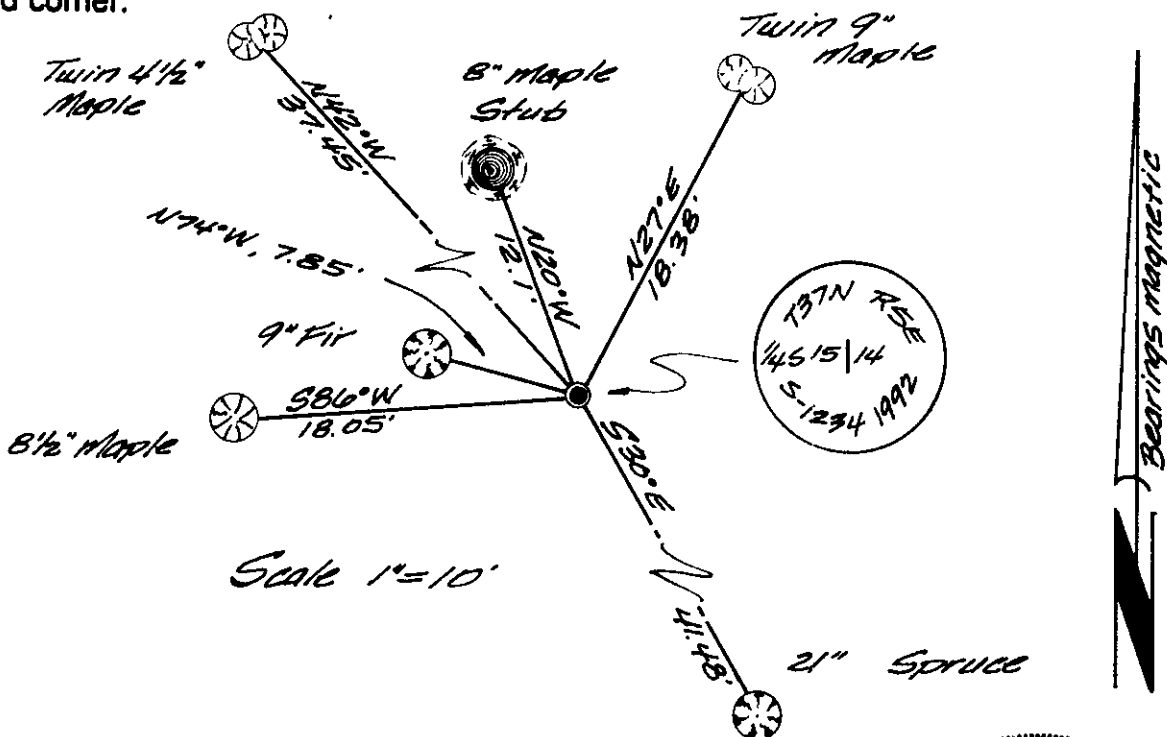 d corner.
Twin 4½"
Maple
8" Maple
Stub
Twin 9"
Maple
N42°W
37.45'
N20°W
12.1'
N27°E
18.38'
N74°W, 7.85'
9" Fir
S86°W
18.05'
8½" Maple
T37N R5E
¼S 15|14
S-1234 1992
S30°E
41.48'
Scale 1"=10'
21" Spruce
Bearings magnetic